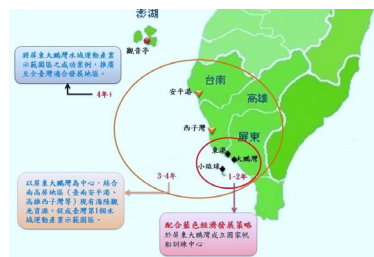 澎湖
觀音亭
將屏東大鵬灣水域運動產業
示範園區之成功案例，推廣
至全臺灣適合發展地區。
4年+
台南
安平港
高雄
西子灣
屏東
東港
大鵬灣
小琉球
3-4年
1-2年
以屏東大鵬灣為中心，結合
南高屏地區（臺南安平港、
高雄西子灣等）現有海陸觀
光資源，促成臺灣第1個水
域運動產業示範園區。
配合藍色經濟發展策略
於屏東大鵬灣成立國家帆
船訓練中心